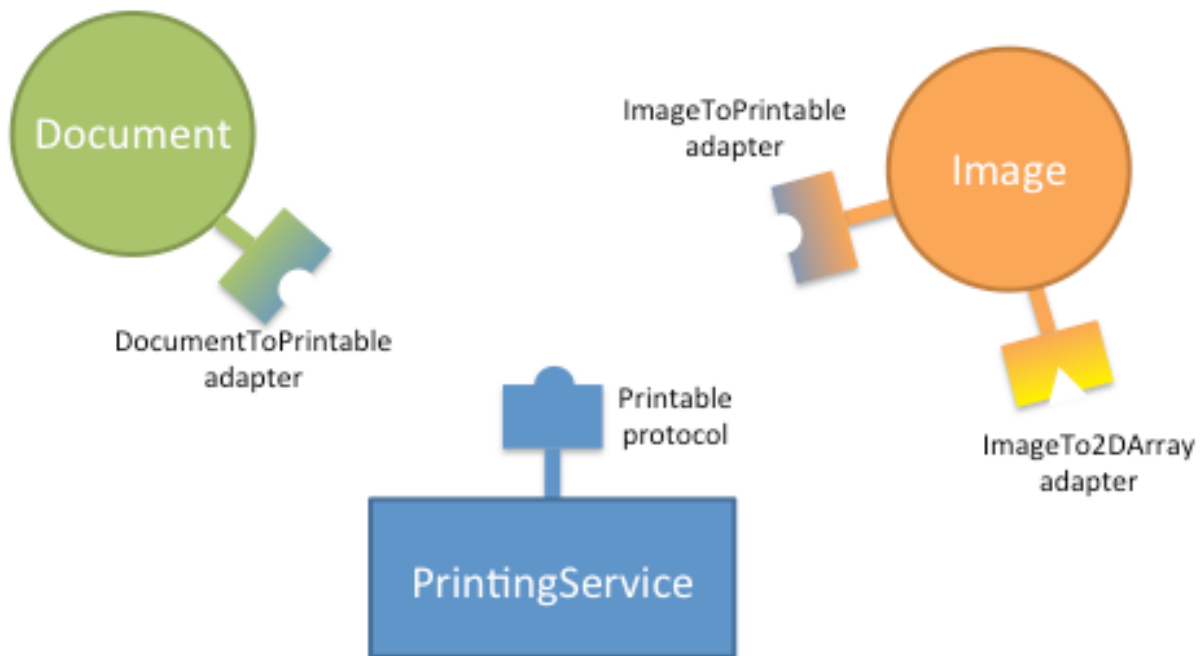 Document
ImageToPrintable
adapter
Image
DocumentToPrintable
adapter
Printable
protocol
ImageTo2DArray
adapter
PrintingService